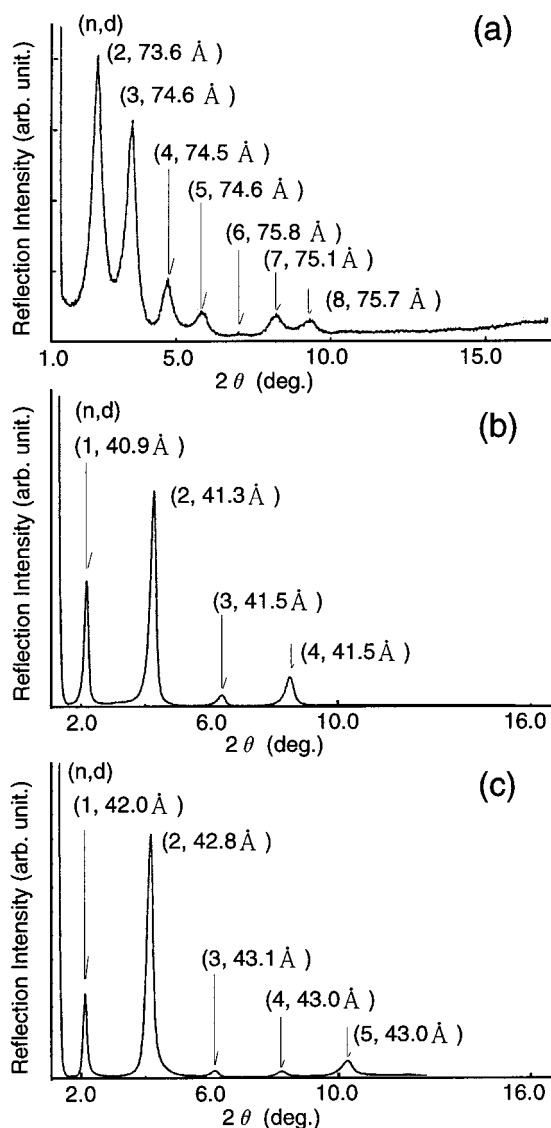 (a)
(n,d)
(2, 73.6 Å )
(3, 74.6 Å )
(4, 74.5 Å )
(5, 74.6 Å )
(6, 75.8 Å )
(7, 75.1 Å )
(8, 75.7 Å )
Reflection Intensity (arb. unit.)
1.0 5.0 10.0 15.0
2 θ (deg.)
(b)
(n,d)
(1, 40.9 Å )
(2, 41.3 Å )
(3, 41.5 Å )
(4, 41.5 Å )
Reflection Intensity (arb. unit.)
2.0 6.0 10.0 16.0
2 θ (deg.)
(c)
(n,d)
(1, 42.0 Å )
(2, 42.8 Å )
(3, 43.1 Å )
(4, 43.0 Å )
(5, 43.0 Å )
Reflection Intensity (arb. unit.)
2.0 6.0 10.0 16.0
2 θ (deg.)